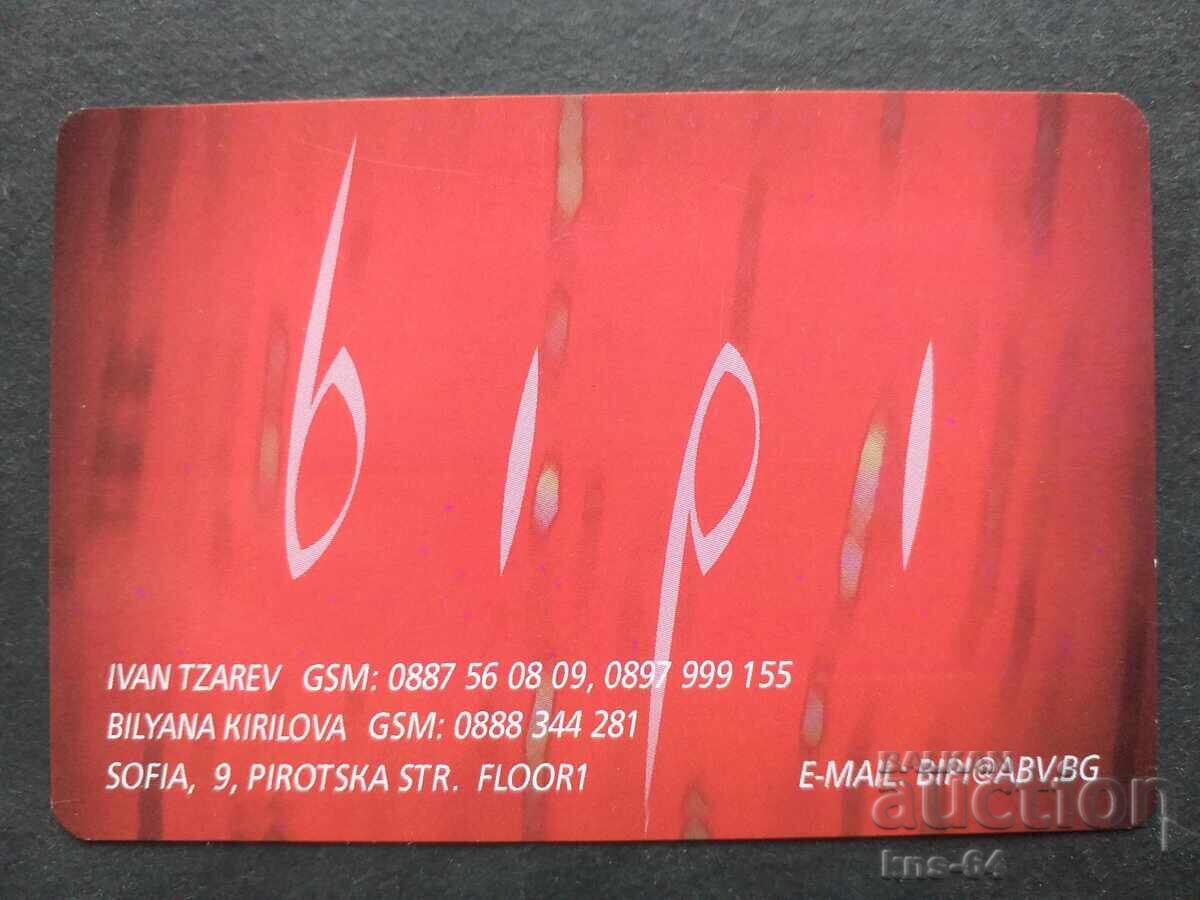 bipi
IVAN TZAREV GSM: 0887 56 08 09, 0897 999 155
BILYANA KIRILOVA GSM: 0888 344 281
SOFIA, 9, PIROTSKA STR. FLOOR1
E-MAIL: BIPI@ABV.BG
BALKAN
auction
kns-64